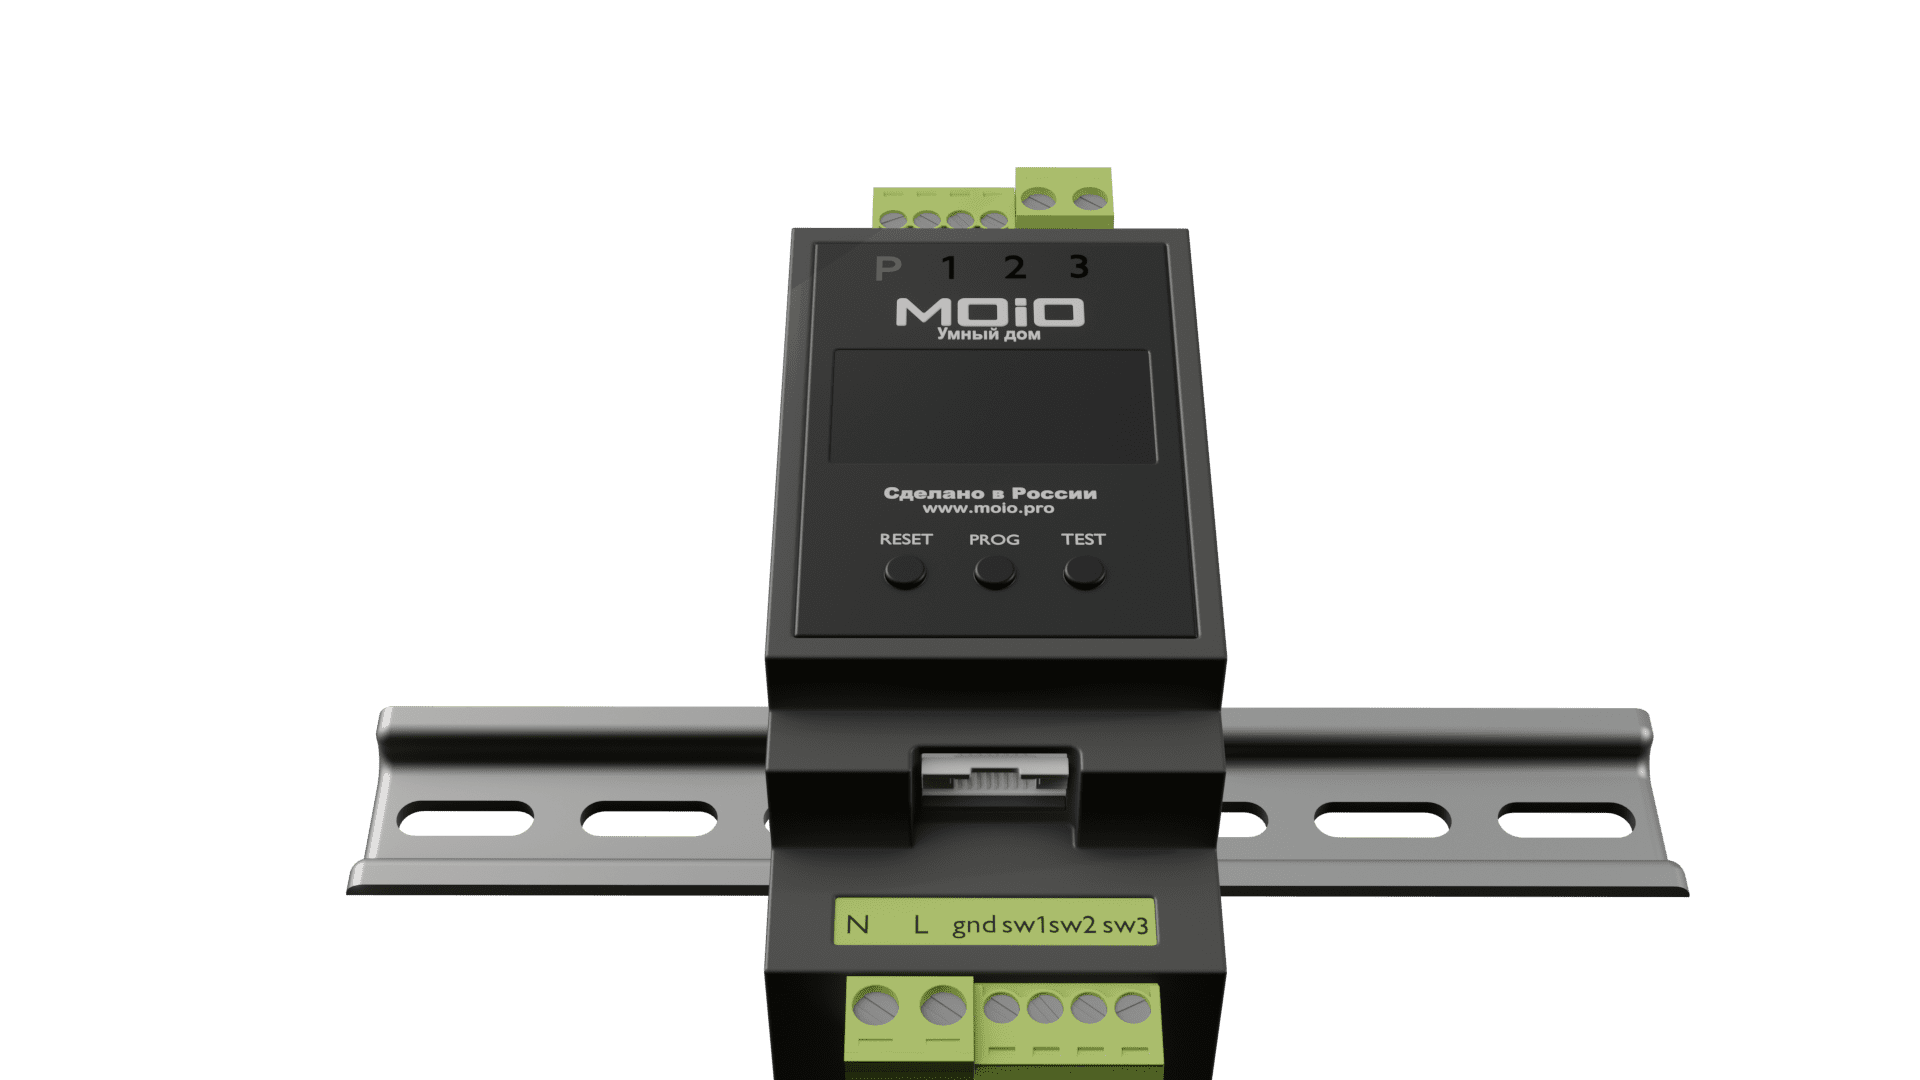 P 1 2 3
MOiO
Умный дом
Сделано в России
www.moio.pro
RESET PROG TEST
N L gnd sw1 sw2 sw3